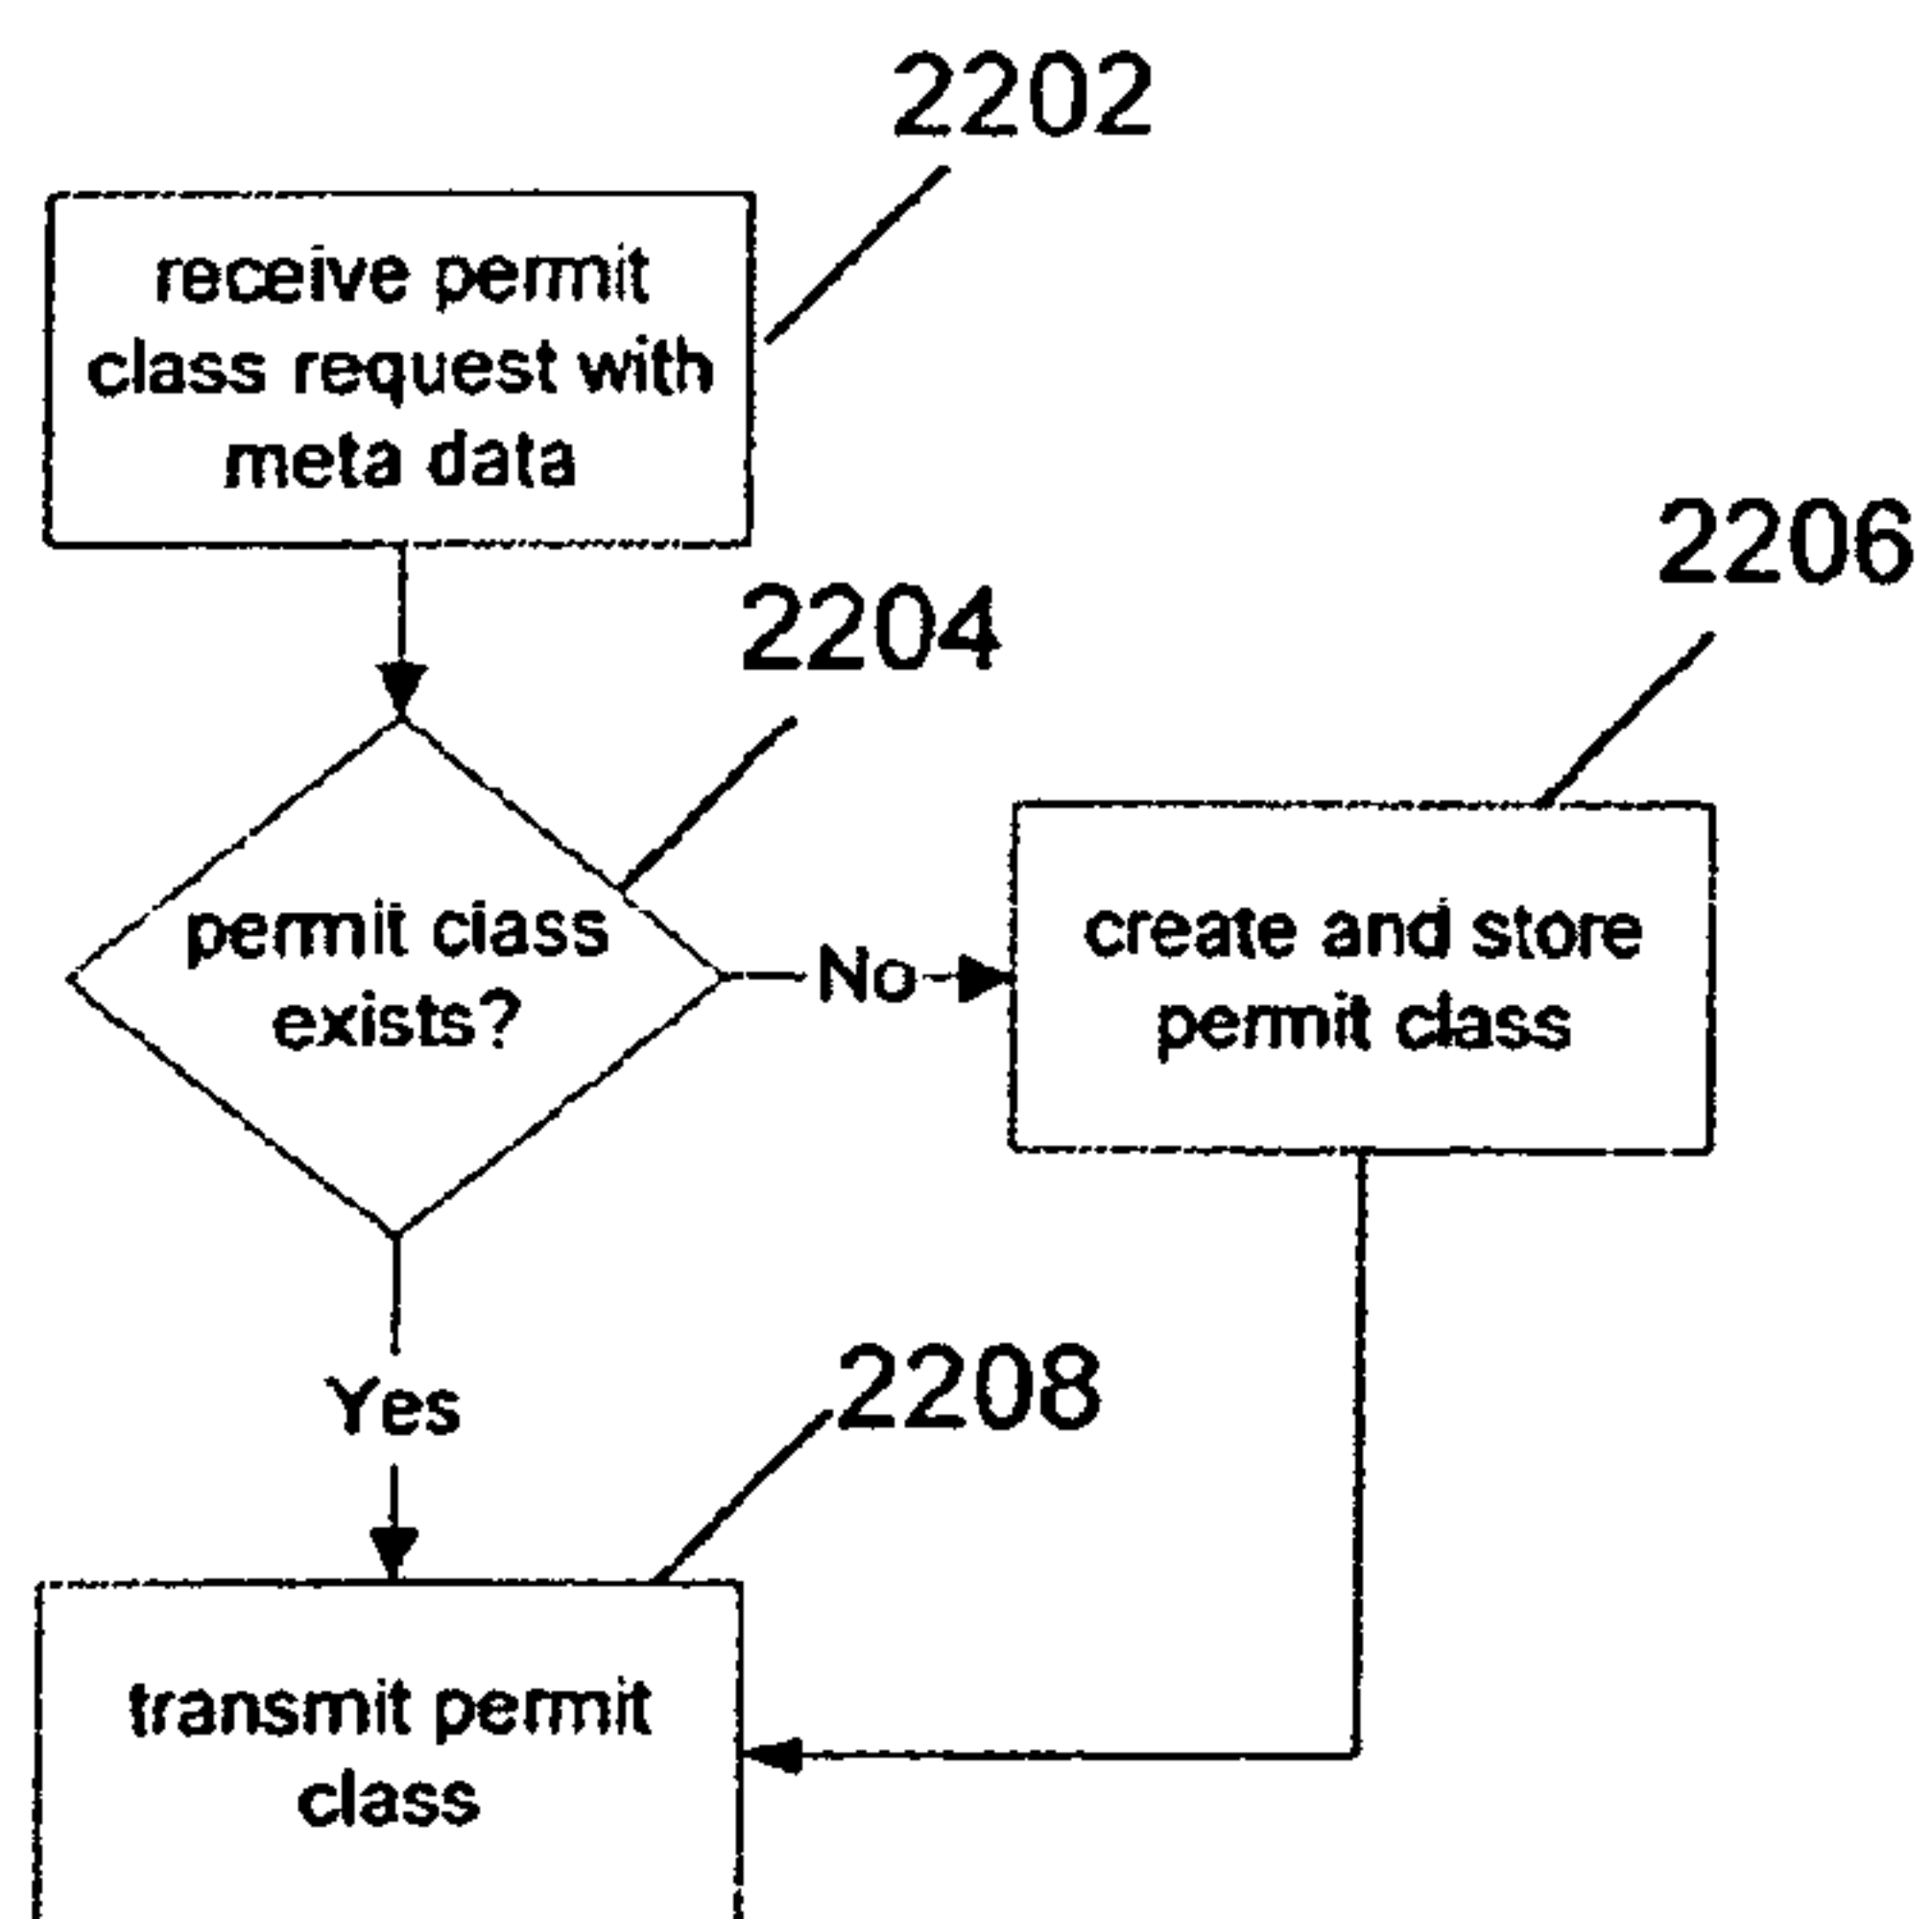 2202
receive permit
class request with
meta data
2204
2206
permit class
exists?
No
create and store
permit class
Yes
2208
transmit permit
class